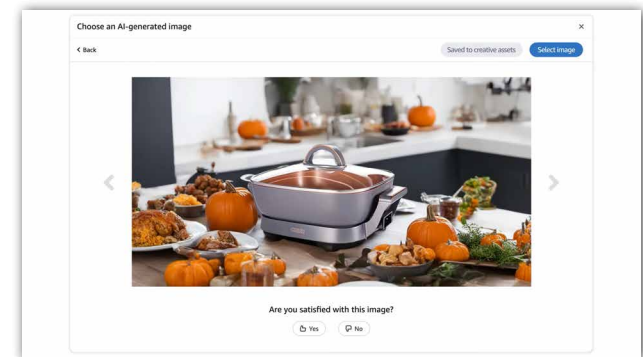 Choose an AI-generated image
Back
Saved to creative assets
Select image
Are you satisfied with this image?
Yes
No